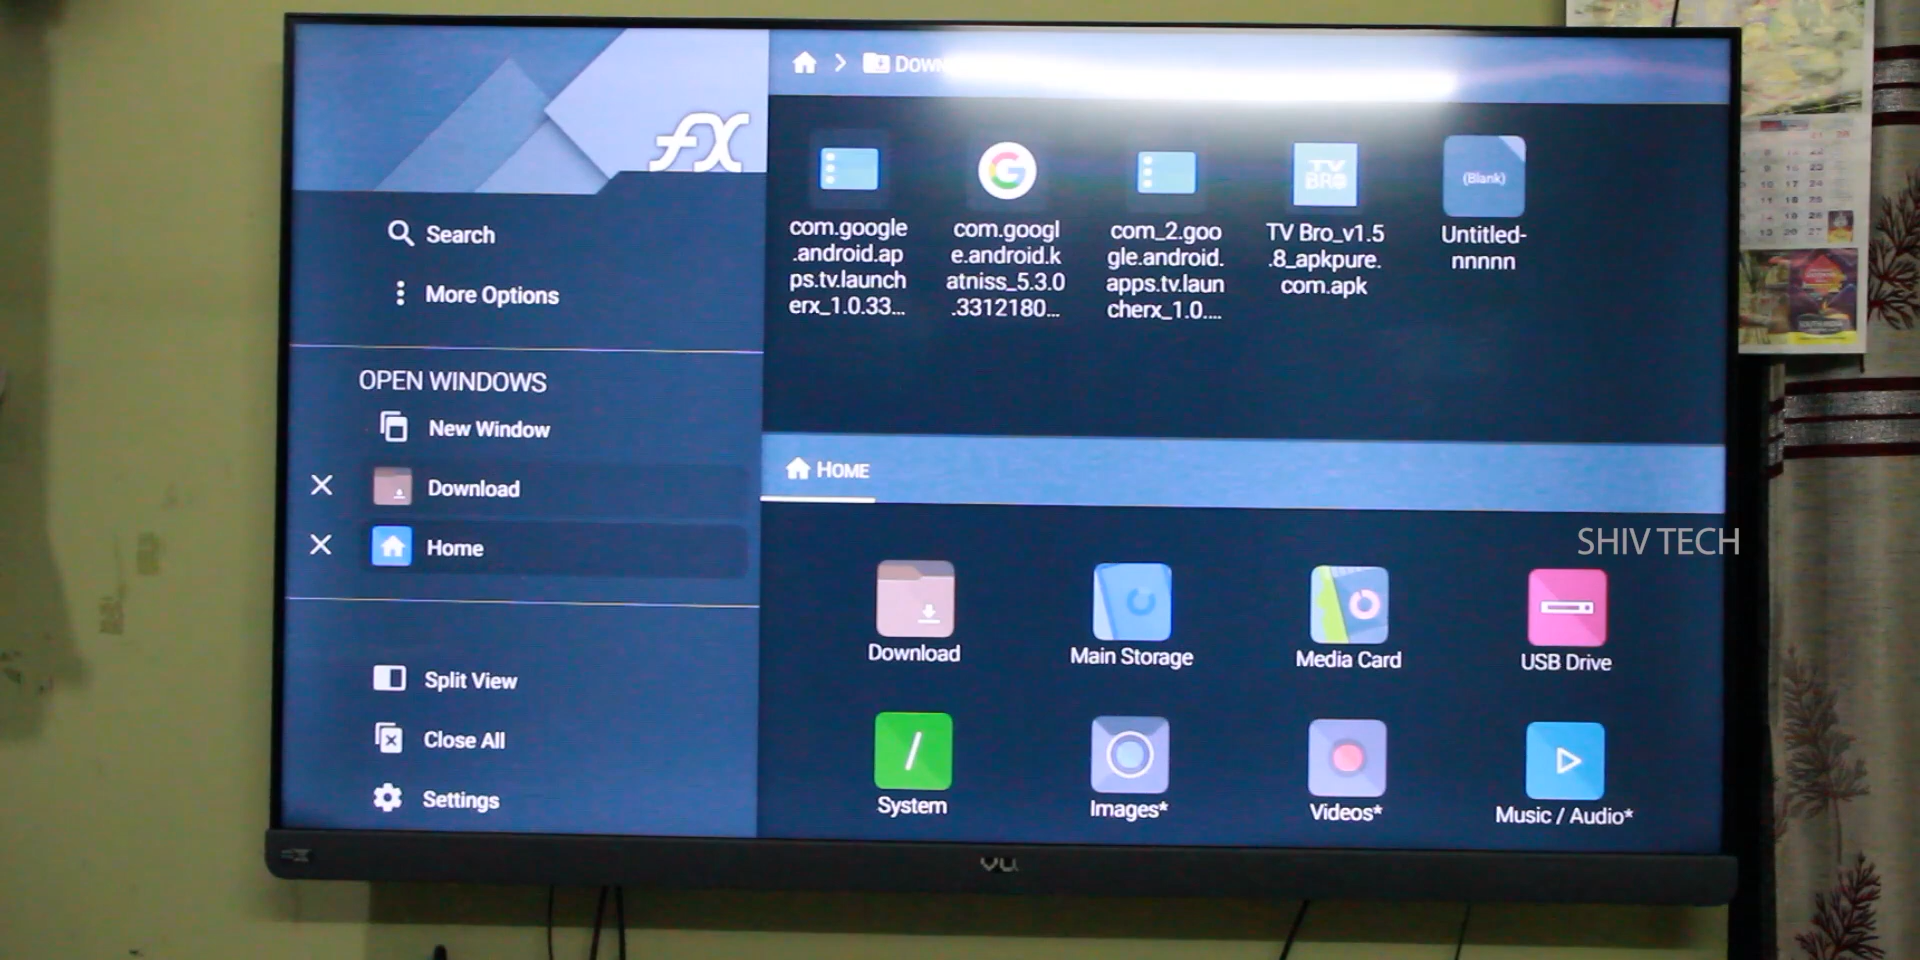 fX
Search
More Options
OPEN WINDOWS
New Window
Download
Home
Split View
Close All
Settings
com.google
.android.ap
ps.tv.launch
erx_1.0.33...
com.googl
e.android.k
atniss_5.3.0
.3312180...
com_2.goo
gle.android.
apps.tv.laun
cherx_1.0....
TV
BRO
TV Bro_v1.5
.8_apkpure.
com.apk
(Blank)
Untitled-
nnnnn
HOME
Download
Main Storage
Media Card
USB Drive
System
Images*
Videos*
Music / Audio*
SHIV TECH
VU